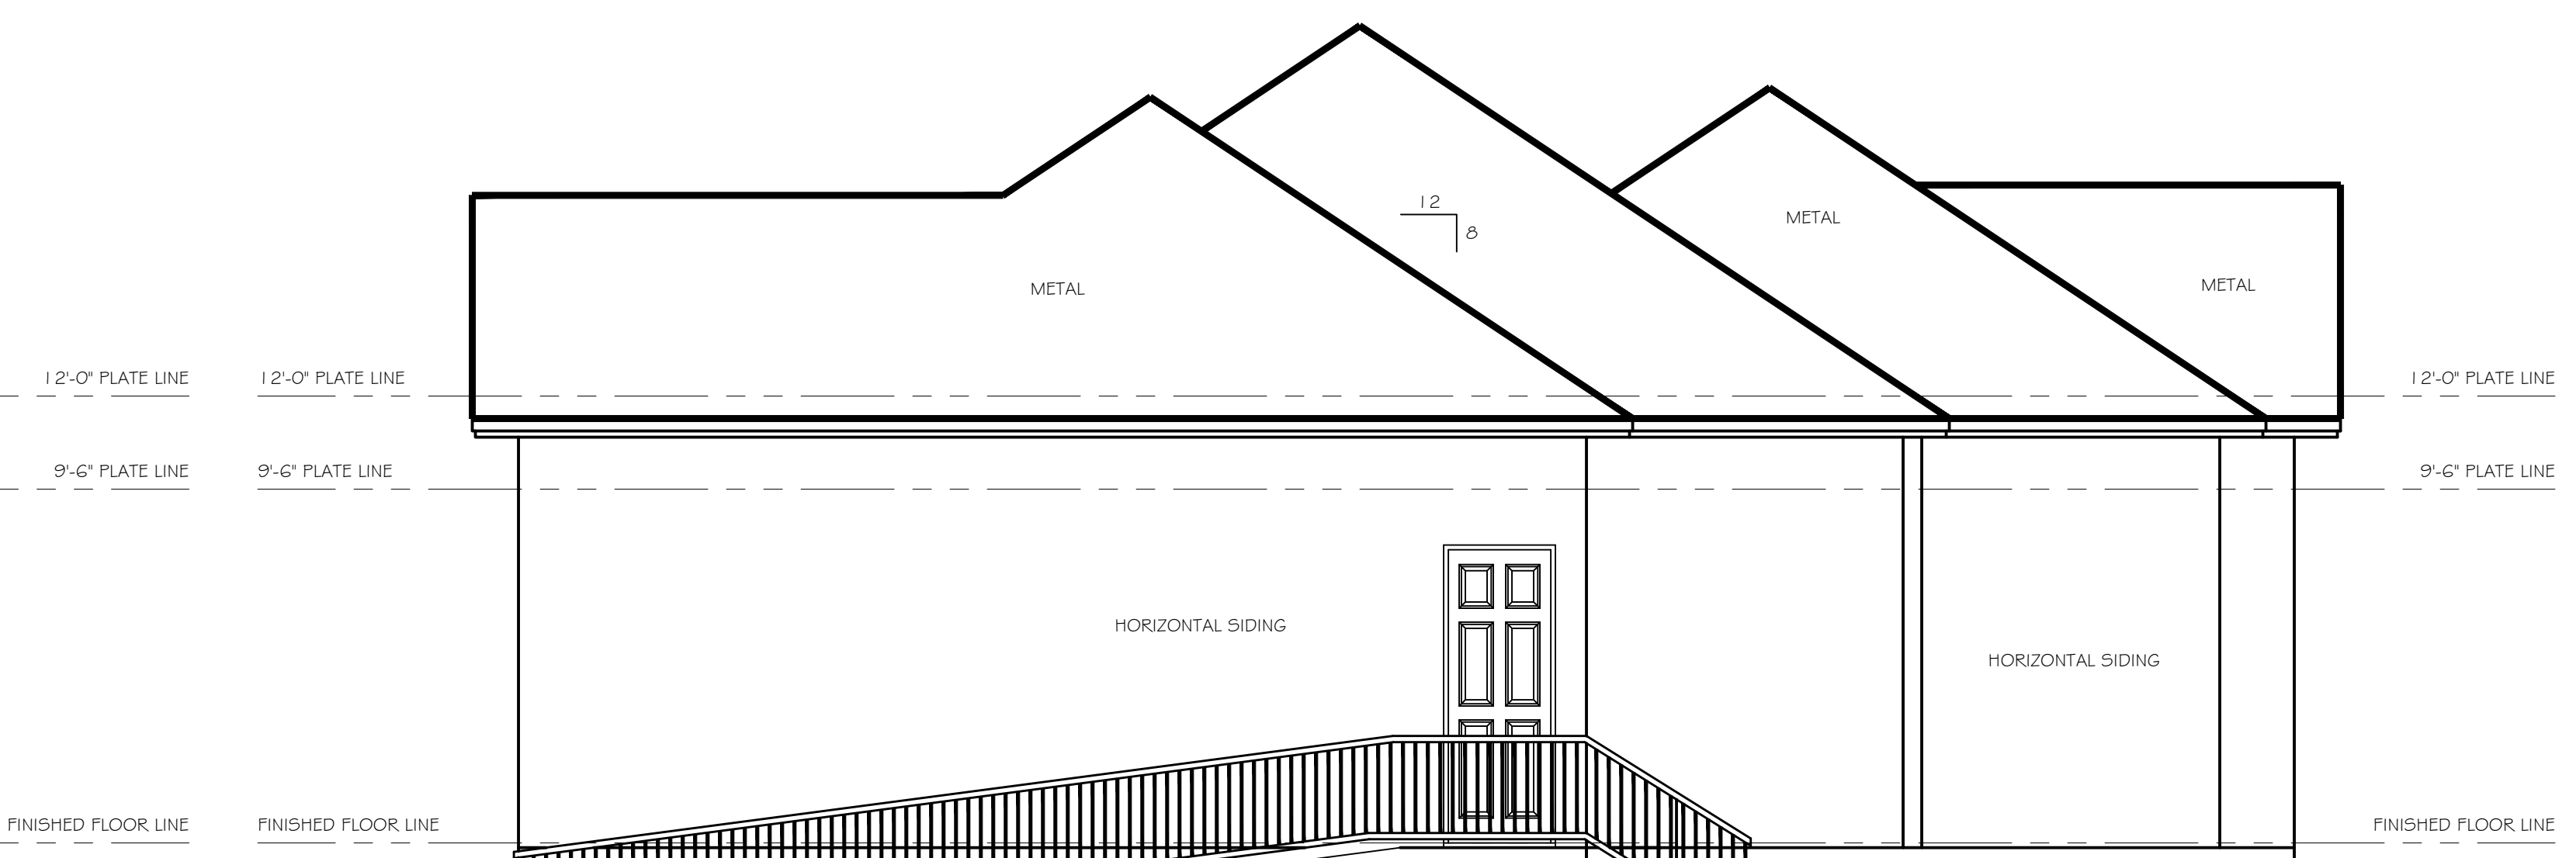 12
8
METAL
METAL
METAL
12'-0" PLATE LINE
12'-0" PLATE LINE
12'-0" PLATE LINE
9'-6" PLATE LINE
9'-6" PLATE LINE
9'-6" PLATE LINE
HORIZONTAL SIDING
HORIZONTAL SIDING
FINISHED FLOOR LINE
FINISHED FLOOR LINE
FINISHED FLOOR LINE